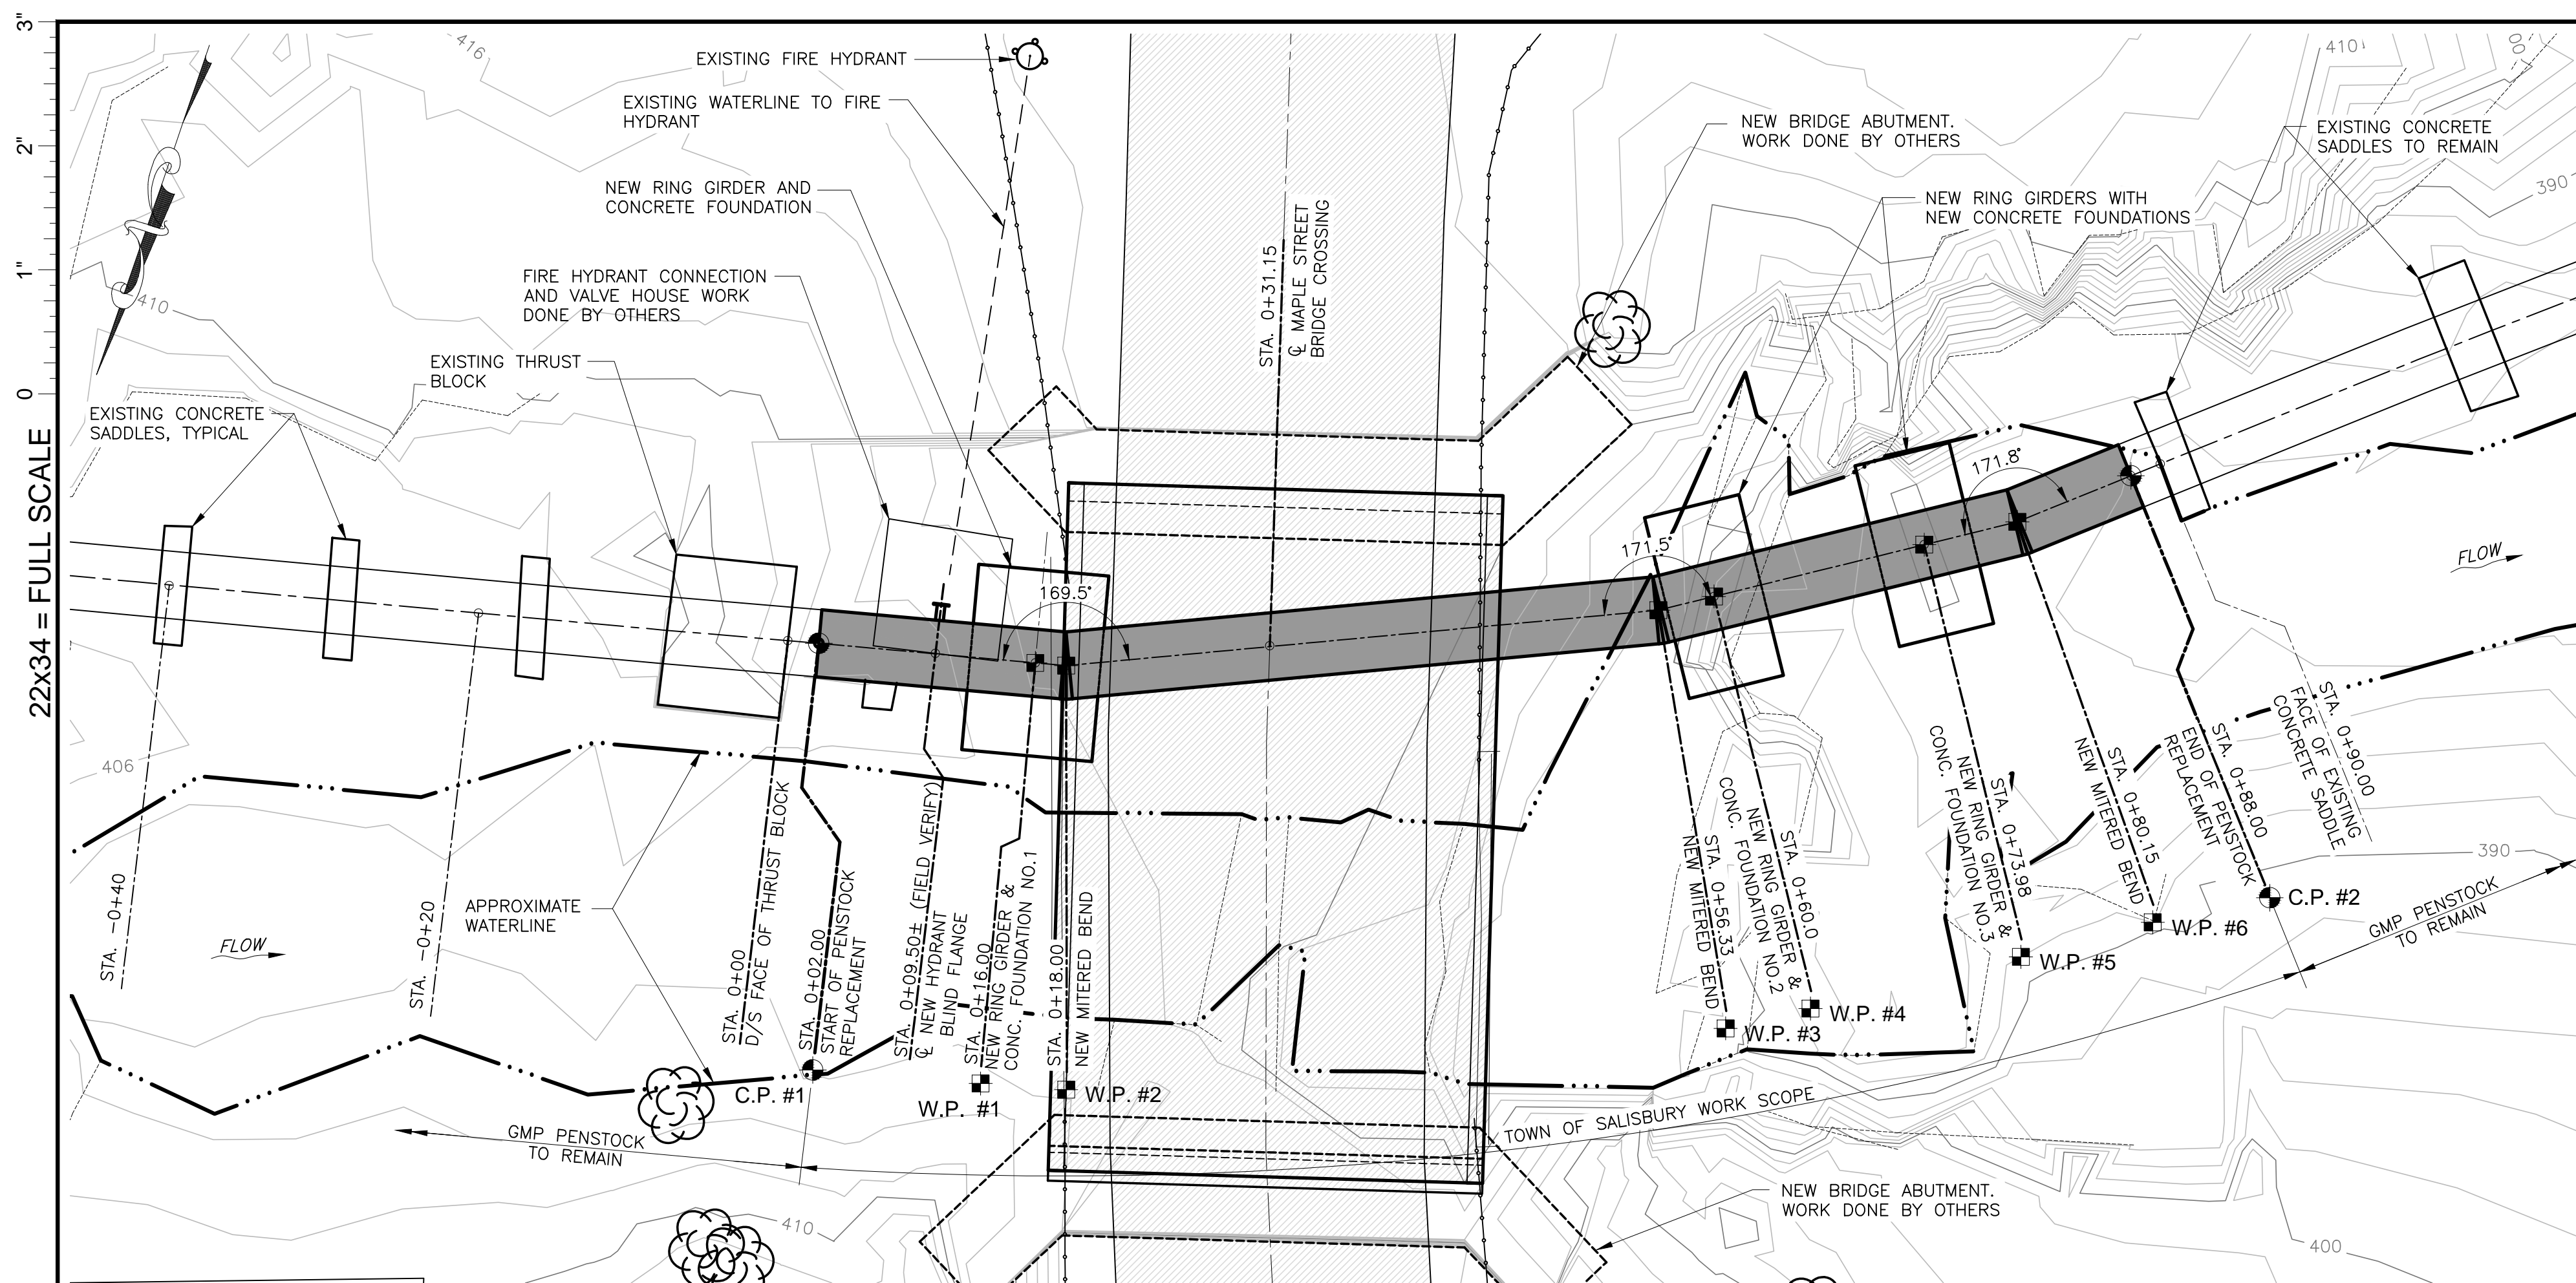 3"
2"
1"
0
22x34 = FULL SCALE
416
EXISTING FIRE HYDRANT
EXISTING WATERLINE TO FIRE
HYDRANT
NEW RING GIRDER AND
CONCRETE FOUNDATION
FIRE HYDRANT CONNECTION
AND VALVE HOUSE WORK
DONE BY OTHERS
EXISTING THRUST
BLOCK
EXISTING CONCRETE
SADDLES, TYPICAL
410
STA. 0+31.15
℄ MAPLE STREET
BRIDGE CROSSING
NEW BRIDGE ABUTMENT.
WORK DONE BY OTHERS
NEW RING GIRDERS WITH
NEW CONCRETE FOUNDATIONS
EXISTING CONCRETE
SADDLES TO REMAIN
410
00
390
169.5°
171.5°
171.8°
FLOW
406
APPROXIMATE
WATERLINE
FLOW
STA. -0+40
STA. -0+20
STA. 0+00
D/S FACE OF THRUST BLOCK
STA. 0+02.00
START OF PENSTOCK
REPLACEMENT
STA. 0+09.50± (FIELD VERIFY)
℄ NEW HYDRANT
BLIND FLANGE
STA. 0+16.00
NEW RING GIRDER &
CONC. FOUNDATION NO.1
STA. 0+18.00
NEW MITERED BEND
STA. 0+56.33
NEW MITERED BEND
STA. 0+60.0
NEW RING GIRDER &
CONC. FOUNDATION NO.2
STA. 0+73.98
NEW RING GIRDER &
CONC. FOUNDATION NO.3
STA. 0+80.15
NEW MITERED BEND
STA. 0+88.00
END OF PENSTOCK
REPLACEMENT
STA. 0+90.00
FACE OF EXISTING
CONCRETE SADDLE
C.P. #1
W.P. #1
W.P. #2
W.P. #3
W.P. #4
W.P. #5
W.P. #6
C.P. #2
390
GMP PENSTOCK
TO REMAIN
TOWN OF SALISBURY WORK SCOPE
GMP PENSTOCK
TO REMAIN
NEW BRIDGE ABUTMENT.
WORK DONE BY OTHERS
410
400